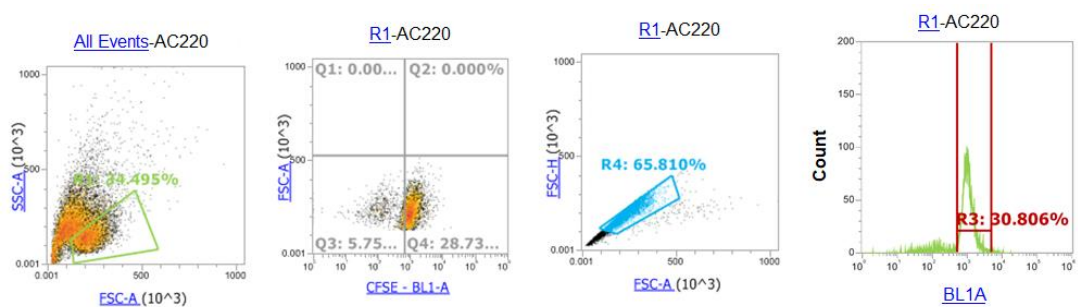 All Events-AC220
1000
500
0.001
SSC-A (10^3)
34.495%
0.001
500
1000
FSC-A (10^3)
R1-AC220
1000
500
0.001
FSC-A (10^3)
Q1: 0.00...
Q2: 0.000%
Q3: 5.75...
Q4: 28.73...
CFSE - BL1-A
R1-AC220
1000
500
0.001
FSC-H (10^3)
R4: 65.810%
0.001
500
1000
FSC-A (10^3)
R1-AC220
200
150
100
50
0
Count
R3: 30.806%
BL1A